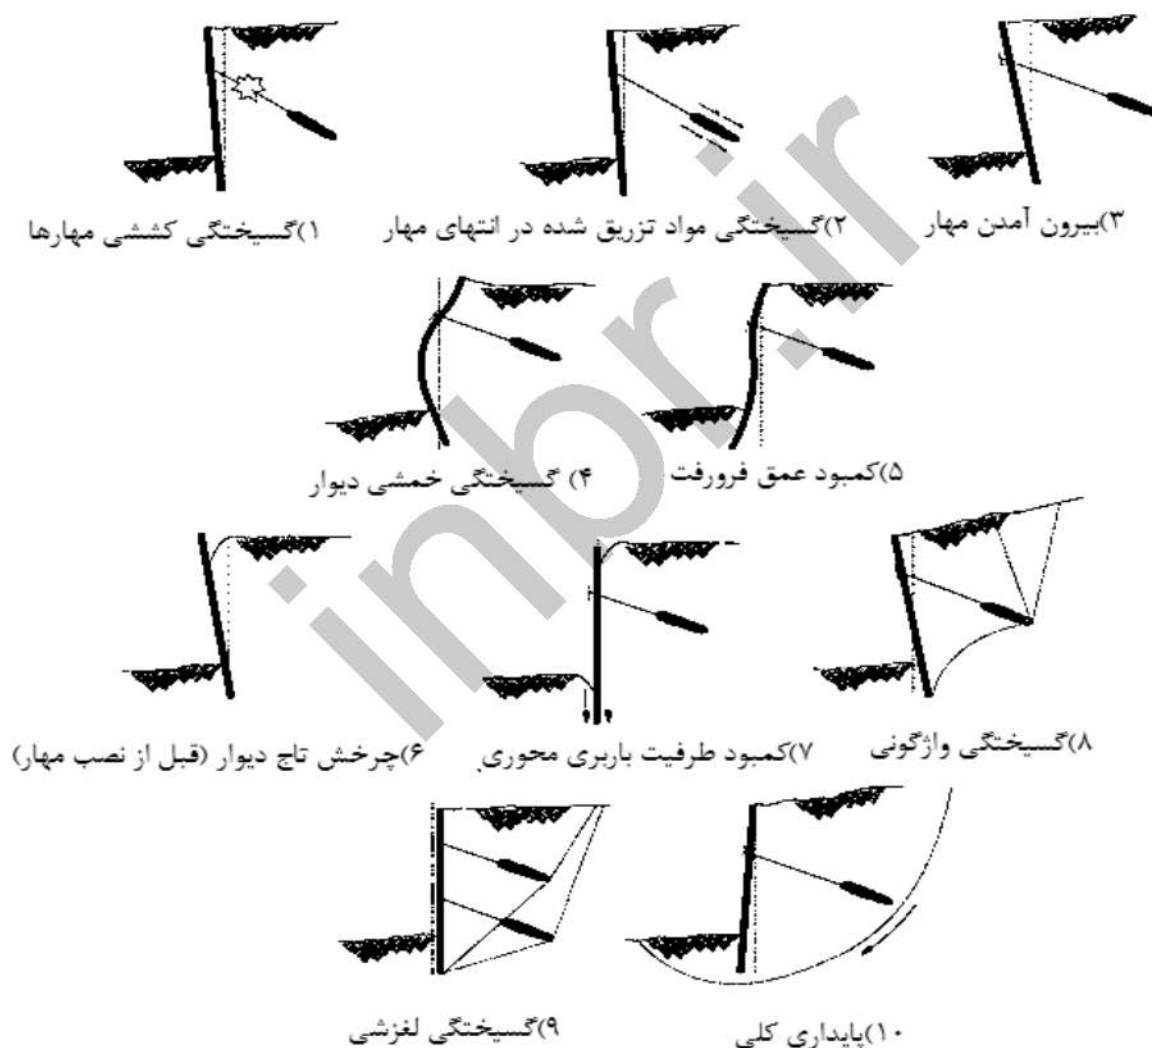 ۱)گسیختگی کششی مهارها
۲)گسیختگی مواد تزریق شده در انتهای مهار
۳)بیرون آمدن مهار
۴) گسیختگی خمشی دیوار
۵)کمبود عمق فرورفت
۶)چرخش تاج دیوار (قبل از نصب مهار)
۷)کمبود ظرفیت باربری محوری
۸)گسیختگی واژگونی
۹)گسیختگی لغزشی
۱۰)پایداری کلی
inbr.ir